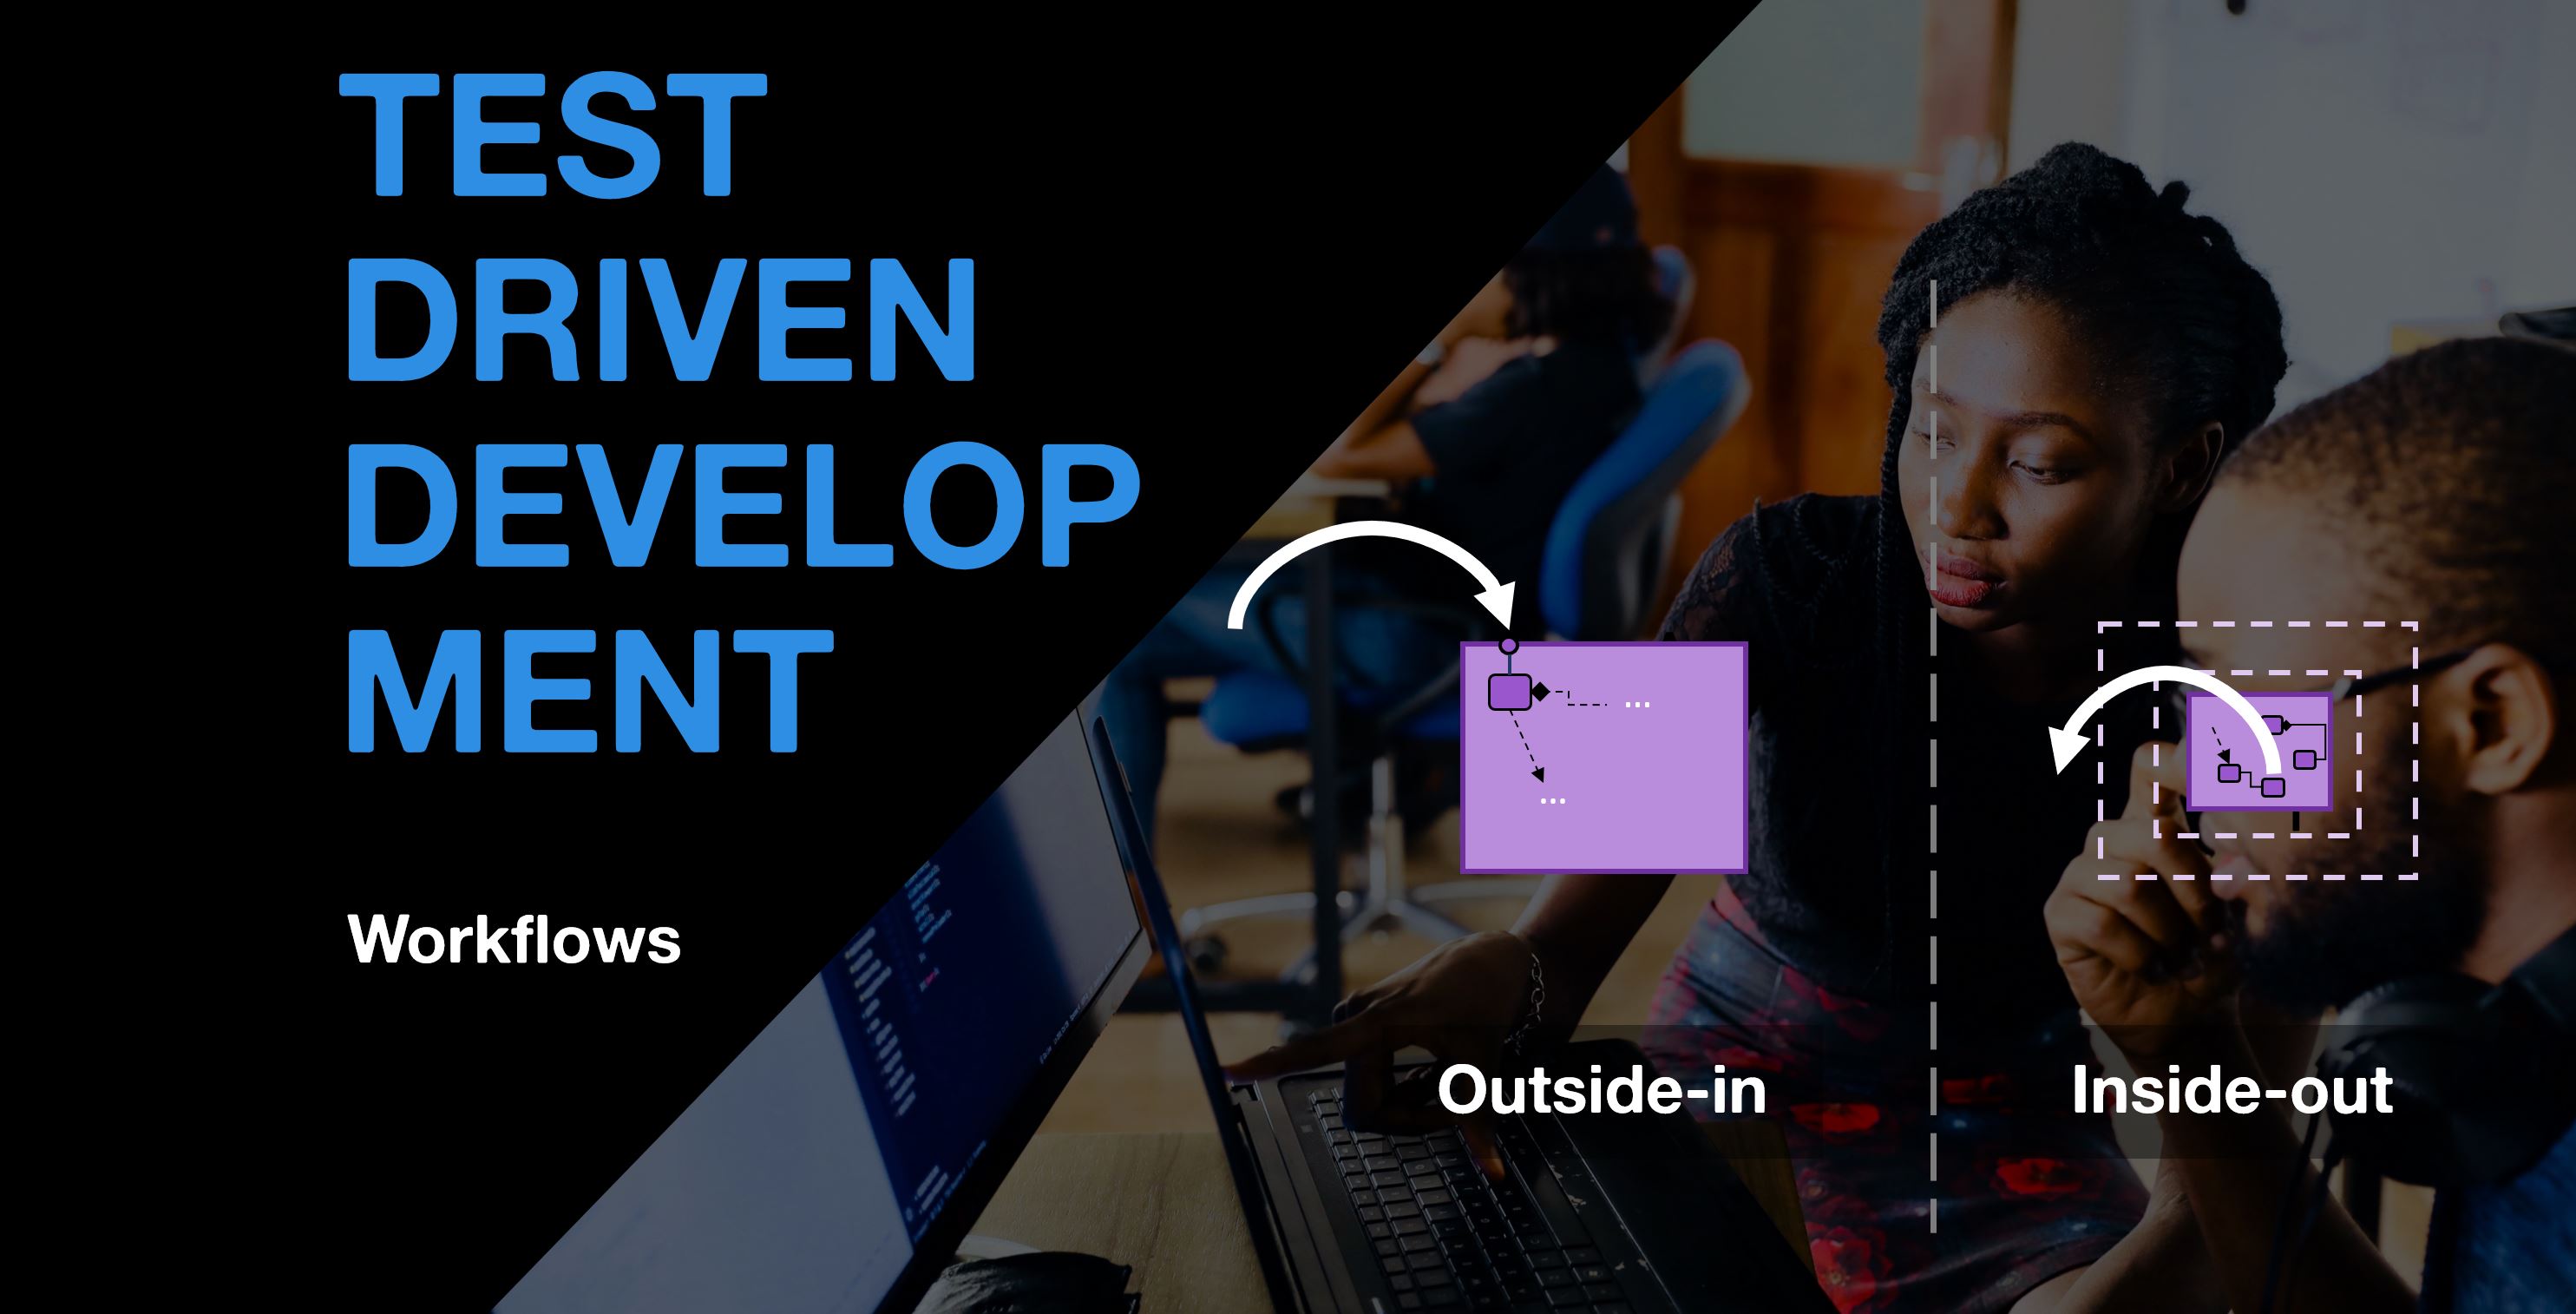 TEST
DRIVEN
DEVELOP
MENT
Workflows
...
...
Outside-in
Inside-out